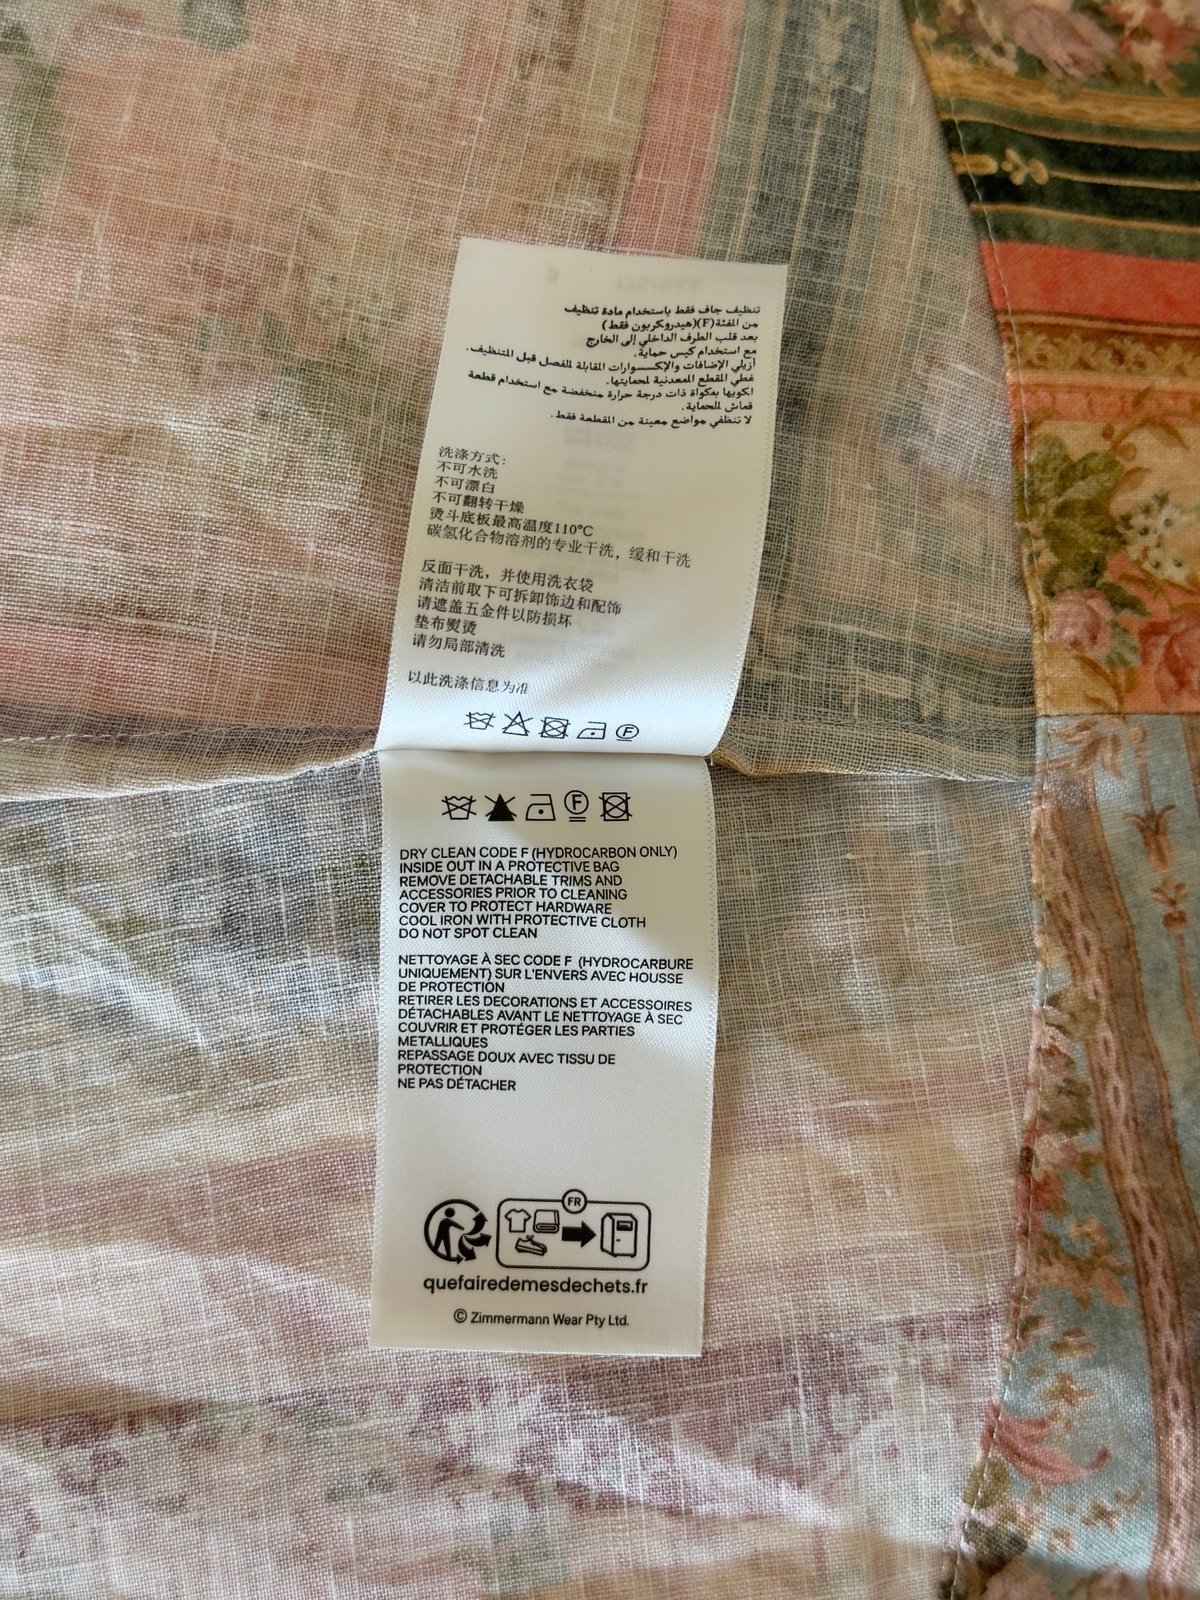 تنظيف جاف فقط باستخدام مادة تنظيف
من الفئة (F)(هيدروكربون فقط)
بعد قلب الطرف الداخلي إلى الخارج
مع استخدام كيس حماية.
أزيلي الإضافات والإكسسوارات القابلة للفصل قبل التنظيف.
غطي القطع المعدنية لحمايتها.
اكويها بمكواة ذات درجة حرارة منخفضة مع استخدام قطعة
قماش للحماية.
لا تنظفي مواضع معينة من القطعة فقط.
洗涤方式：
不可水洗
不可漂白
不可翻转干燥
熨斗底板最高温度110°C
碳氢化合物溶剂的专业干洗，缓和干洗
反面干洗，并使用洗衣袋
清洁前取下可拆卸饰边和配饰
请遮盖五金件以防损坏
垫布熨烫
请勿局部清洗
以此洗涤信息为准
F
F
DRY CLEAN CODE F (HYDROCARBON ONLY)
INSIDE OUT IN A PROTECTIVE BAG
REMOVE DETACHABLE TRIMS AND
ACCESSORIES PRIOR TO CLEANING
COVER TO PROTECT HARDWARE
COOL IRON WITH PROTECTIVE CLOTH
DO NOT SPOT CLEAN
NETTOYAGE À SEC CODE F (HYDROCARBURE
UNIQUEMENT) SUR L'ENVERS AVEC HOUSSE
DE PROTECTION
RETIRER LES DECORATIONS ET ACCESSOIRES
DÉTACHABLES AVANT LE NETTOYAGE À SEC
COUVRIR ET PROTÉGER LES PARTIES
METALLIQUES
REPASSAGE DOUX AVEC TISSU DE
PROTECTION
NE PAS DÉTACHER
FR
quefairedemesdechets.fr
© Zimmermann Wear Pty Ltd.